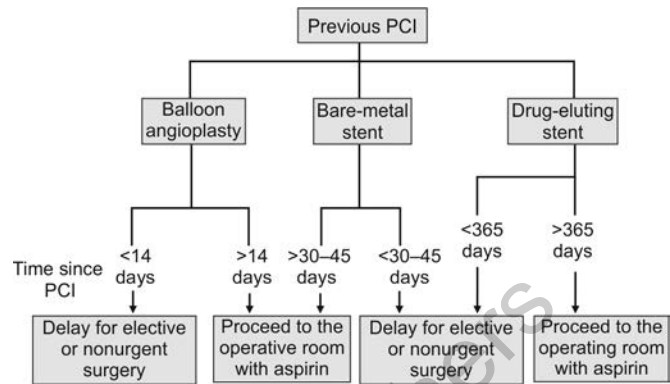 Previous PCI
Balloon
angioplasty
Bare-metal
stent
Drug-eluting
stent
Time since
PCI
<14
days
>14
days
>30–45
days
<30–45
days
<365
days
>365
days
Delay for elective
or nonurgent
surgery
Proceed to the
operative room
with aspirin
Delay for elective
or nonurgent
surgery
Proceed to the
operating room
with aspirin